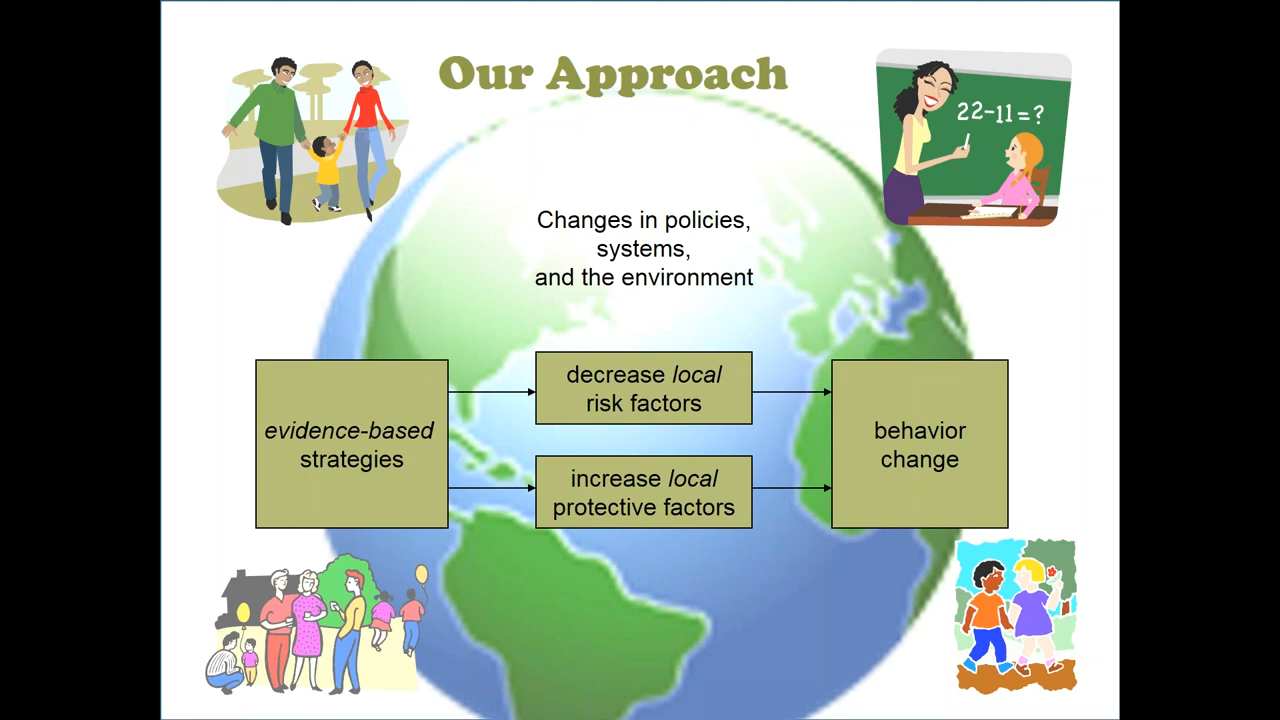 Our Approach
22-11=?
Changes in policies,
systems,
and the environment
evidence-based
strategies
decrease local
risk factors
increase local
protective factors
behavior
change